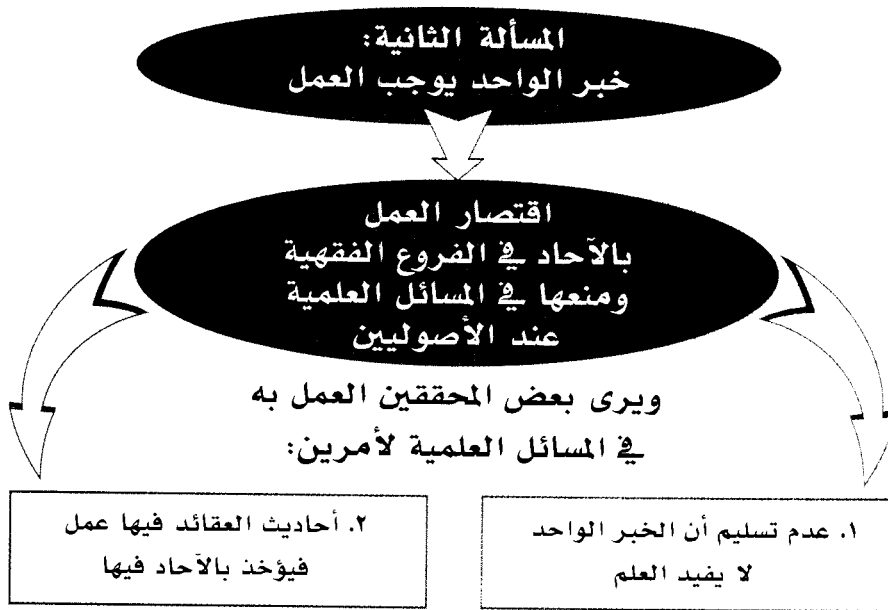 المسألة الثانية:
خبر الواحد يوجب العمل
اقتصار العمل
بالآحاد في الفروع الفقهية
ومنعها في المسائل العلمية
عند الأصوليين
ويرى بعض المحققين العمل به
في المسائل العلمية لأمرين:
١. عدم تسليم أن الخبر الواحد
لا يفيد العلم
٢. أحاديث العقائد فيها عمل
فيؤخذ بالآحاد فيها